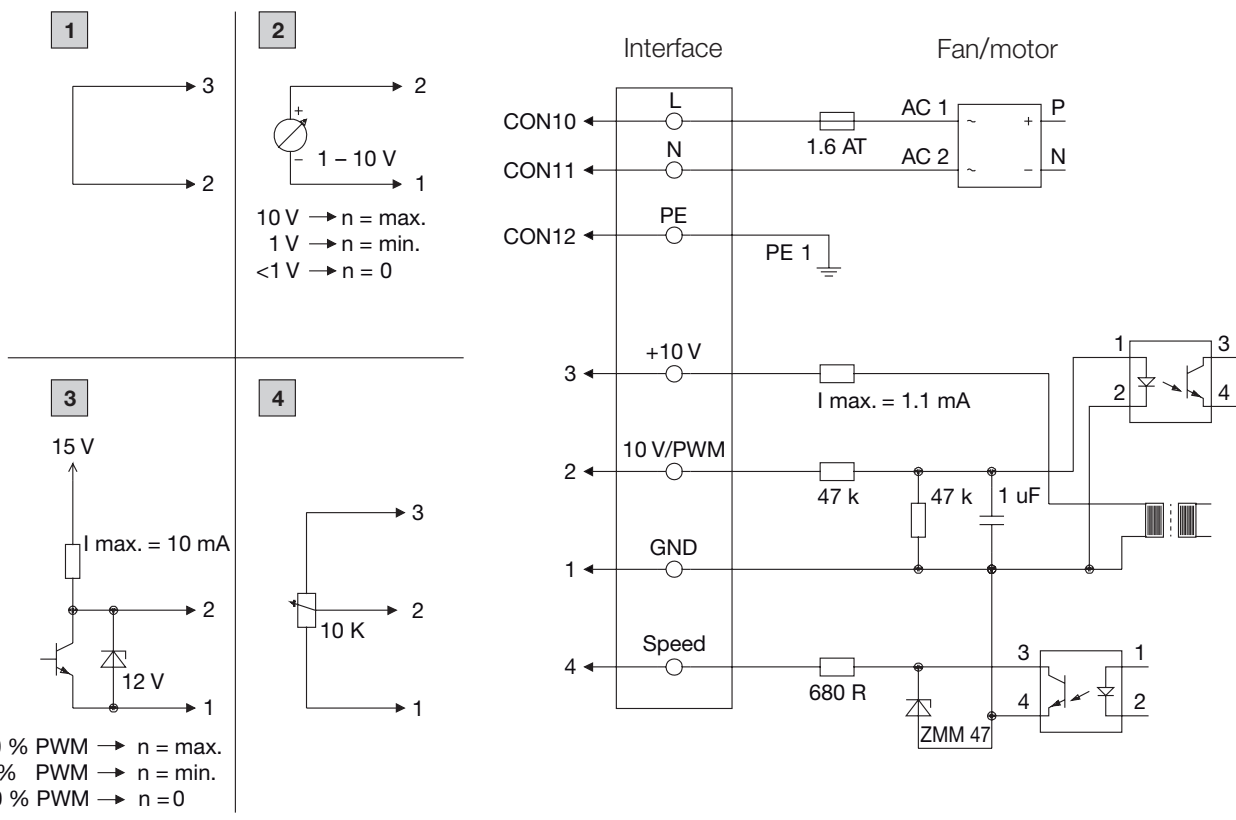 1
3
2
2
+
2
–
1 – 10 V
1
10 V → n = max.
1 V → n = min.
<1 V → n = 0
3
15 V
I max. = 10 mA
2
12 V
1
% PWM → n = max.
% PWM → n = min.
% PWM → n = 0
4
3
2
10 K
1
Interface
Fan/motor
CON10
L
1.6 AT
AC 1
~
+
P
CON11
N
AC 2
~
–
N
CON12
PE
PE 1
3
+10 V
I max. = 1.1 mA
1
2
3
4
2
10 V/PWM
47 k
47 k
1 uF
1
GND
4
Speed
680 R
ZMM 47
3
4
1
2